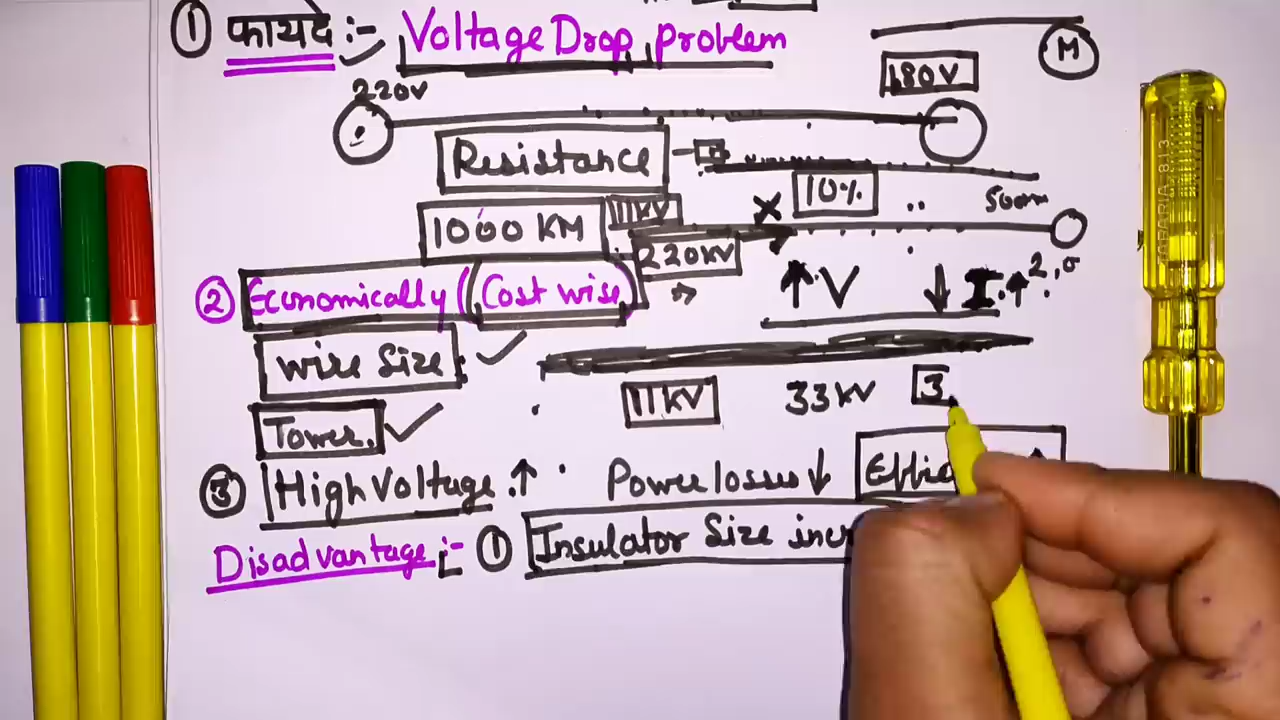 ① फायदे :- Voltage Drop problem
M
220V
180V
Resistance
10%
500m
1000 KM
11KV
220KV
② Economically (Cost wise)
↑V ↓I
Wire Size
11KV 33KV 3
Tower.
③ High Voltage ↑ Power losses ↓
Disadvantage :- ① Insulator Size